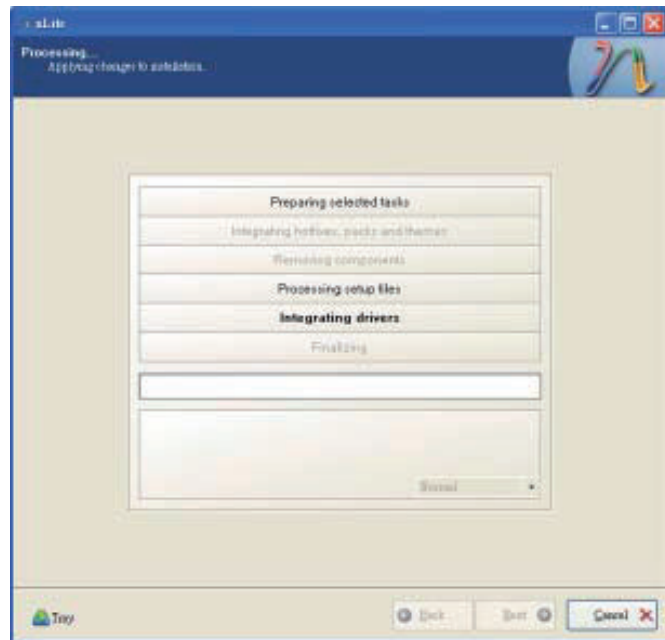 nLite
Processing...
Applying changes to installation.
Preparing selected tasks
Integrating hotfixes, packs and themes
Removing components
Processing setup files
Integrating drivers
Finalizing
Normal
Tray
Back
Next
Cancel